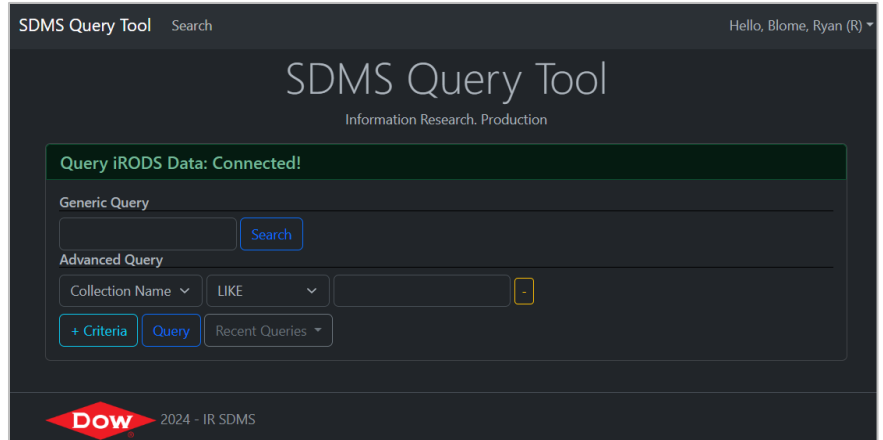 SDMS Query Tool Search Hello, Blome, Ryan (R)
SDMS Query Tool
Information Research. Production
Query iRODS Data: Connected!
Generic Query
Search
Advanced Query
Collection Name LIKE -
+ Criteria Query Recent Queries
Dow 2024 - IR SDMS